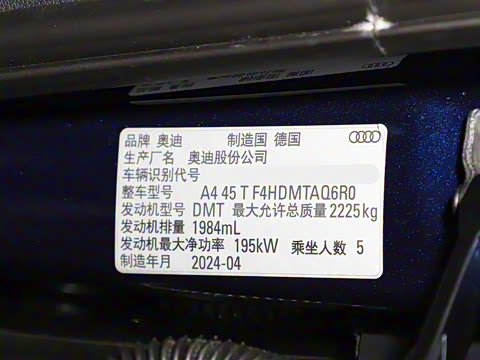 品牌 奥迪 制造国 德国
生产厂名 奥迪股份公司
车辆识别代号
整车型号 A4 45 T F4HDMTAQ6R0
发动机型号 DMT 最大允许总质量 2225kg
发动机排量 1984mL
发动机最大净功率 195kW 乘坐人数 5
制造年月 2024-04